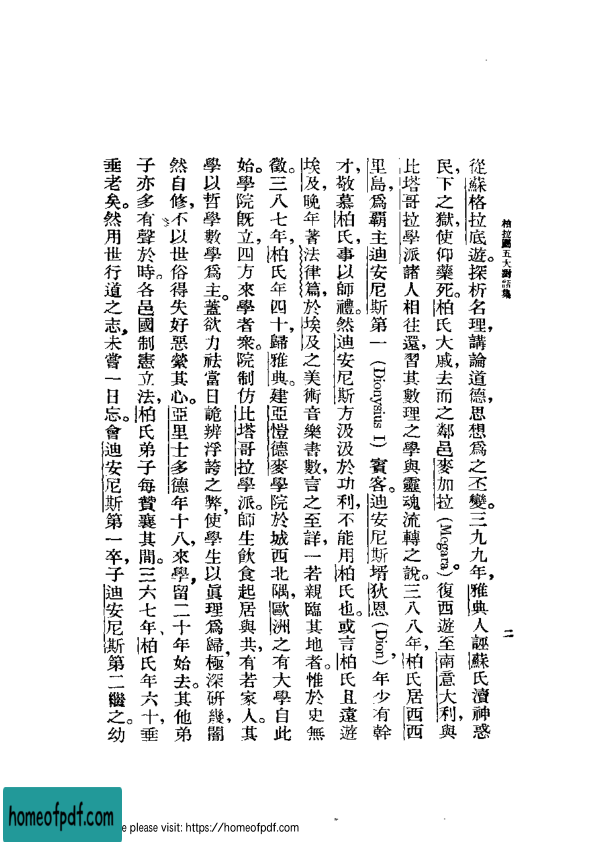 柏拉圖五大對話集
二
從蘇格拉底遊。探析名理,講論道德,思想爲之丕變。三九九年,雅典人誣蘇氏瀆神惑
民,下之獄,使仰藥死。柏氏大戚,去而之鄰邑麥加拉(Megara)。復西遊至南意大利,與
比塔哥拉學派諸人相往還,習其數理之學與靈魂流轉之說。三八八年,柏氏居西西
里島,爲霸主迪安尼斯第一(Dionysius I)賓客。迪安尼斯壻狄恩(Dion),年少有幹
才,敬慕柏氏,事以師禮。然迪安尼斯方汲汲於功利,不能用柏氏也。或言柏氏且遠遊
埃及,晚年著法律篇,於埃及之美術音樂書數,言之至詳,一若親臨其地者。惟於史無
徵。三八七年,柏氏年四十,歸雅典。建亞愷德麥學院於城西北隅,歐洲之有大學自此
始。學院旣立,四方來學者衆。院制仿比塔哥拉學派。師生飲食起居與共,有若家人。其
學以哲學數學爲主。蓋欲力祛當日詭辨浮誇之弊,使學生以眞理爲歸,極深研幾,闇
然自修,不以世俗得失好惡縈其心。亞里士多德年十八來學,留二十年始去。其他弟
子亦多有聲於時。各邑國制憲立法,柏氏弟子每贊襄其間。三六七年、柏氏年六十,垂
垂老矣。然用世行道之志,未嘗一日忘。會迪安尼斯第一卒,子迪安尼斯第二繼之。幼
homeofpdf.com
e please visit: https://homeofpdf.com